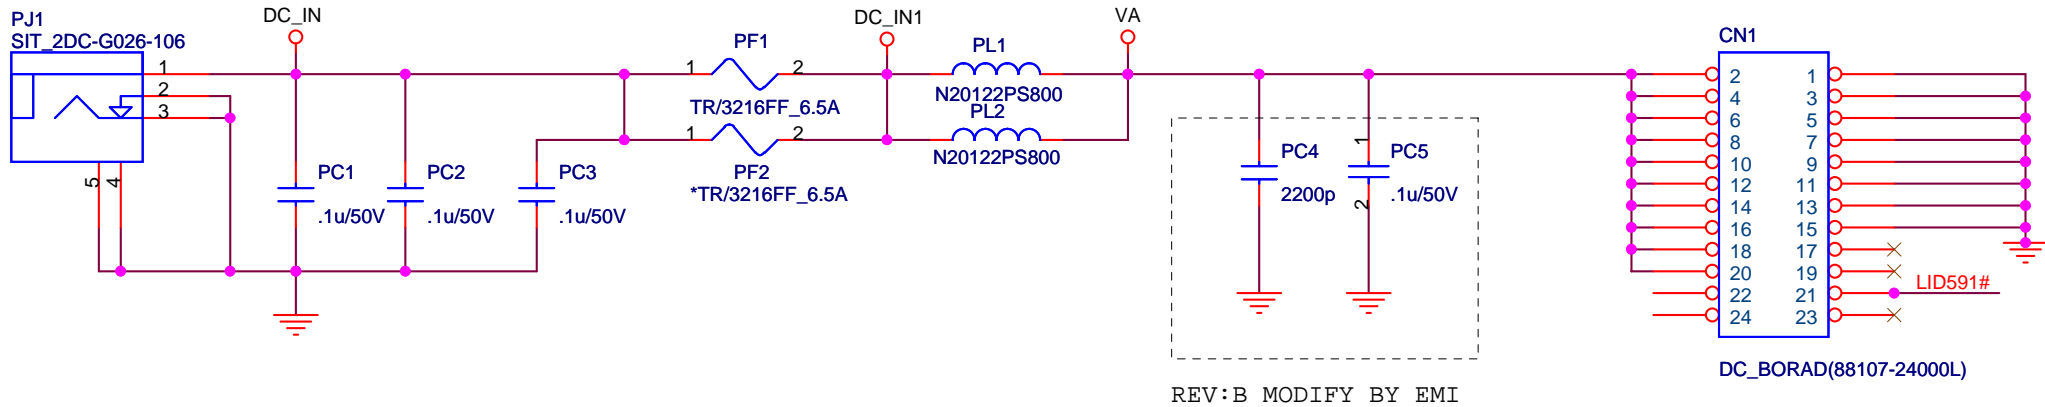 PJ1
SIT_2DC-G026-106
1
2
3
5
4
DC_IN
PC1
.1u/50V
PC2
.1u/50V
PC3
.1u/50V
PF1
1
2
TR/3216FF_6.5A
1
2
PF2
*TR/3216FF_6.5A
DC_IN1
PL1
N20122PS800
PL2
N20122PS800
VA
PC4
2200p
1
PC5
.1u/50V
2
REV:B MODIFY BY EMI
CN1
2 1
4 3
6 5
8 7
10 9
12 11
14 13
16 15
18 17
20 19
22 21
24 23
LID591#
DC_BORAD(88107-24000L)